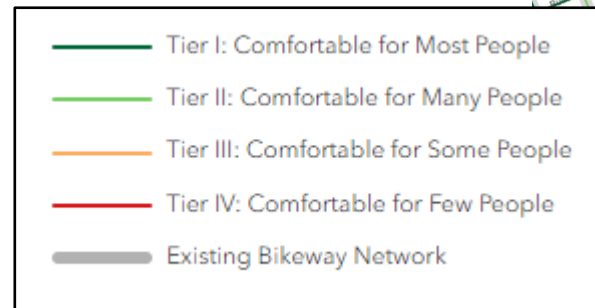 Tier I: Comfortable for Most People
Tier II: Comfortable for Many People
Tier III: Comfortable for Some People
Tier IV: Comfortable for Few People
Existing Bikeway Network